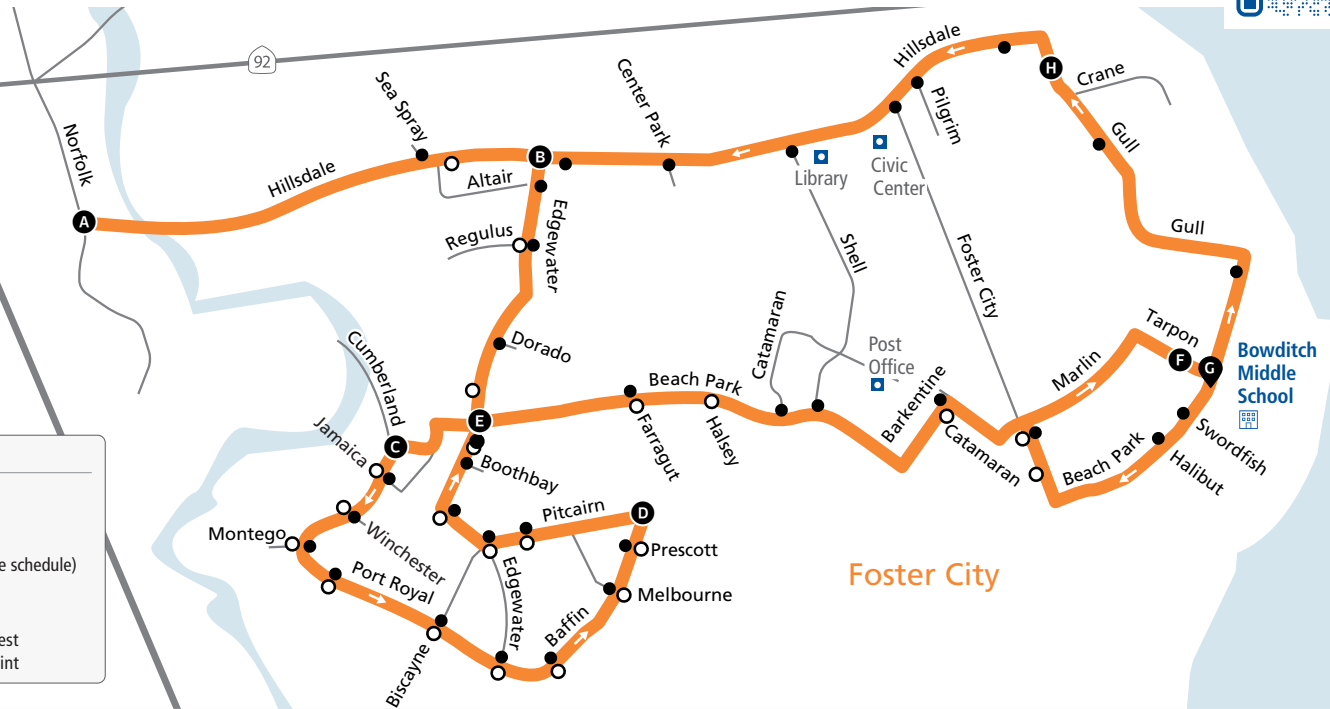 92
Norfolk
Hillsdale
Sea Spray
Altair
B
A
Center Park
Hillsdale
Pilgrim
H
Crane
Gull
Gull
Library
Civic
Center
Regulus
Edgewater
Shell
Foster City
Dorado
Catamaran
Post
Office
Cumberland
Jamaica
C
E
Beach Park
Farragut
Halsey
Barkentine
Catamaran
Marlin
Tarpon
F
G
Bowditch
Middle
School
Swordfish
Halibut
Beach Park
Boothbay
Pitcairn
D
Prescott
Melbourne
Montego
Winchester
Port Royal
Edgewater
Baffin
Biscayne
Foster City
e schedule)
est
int